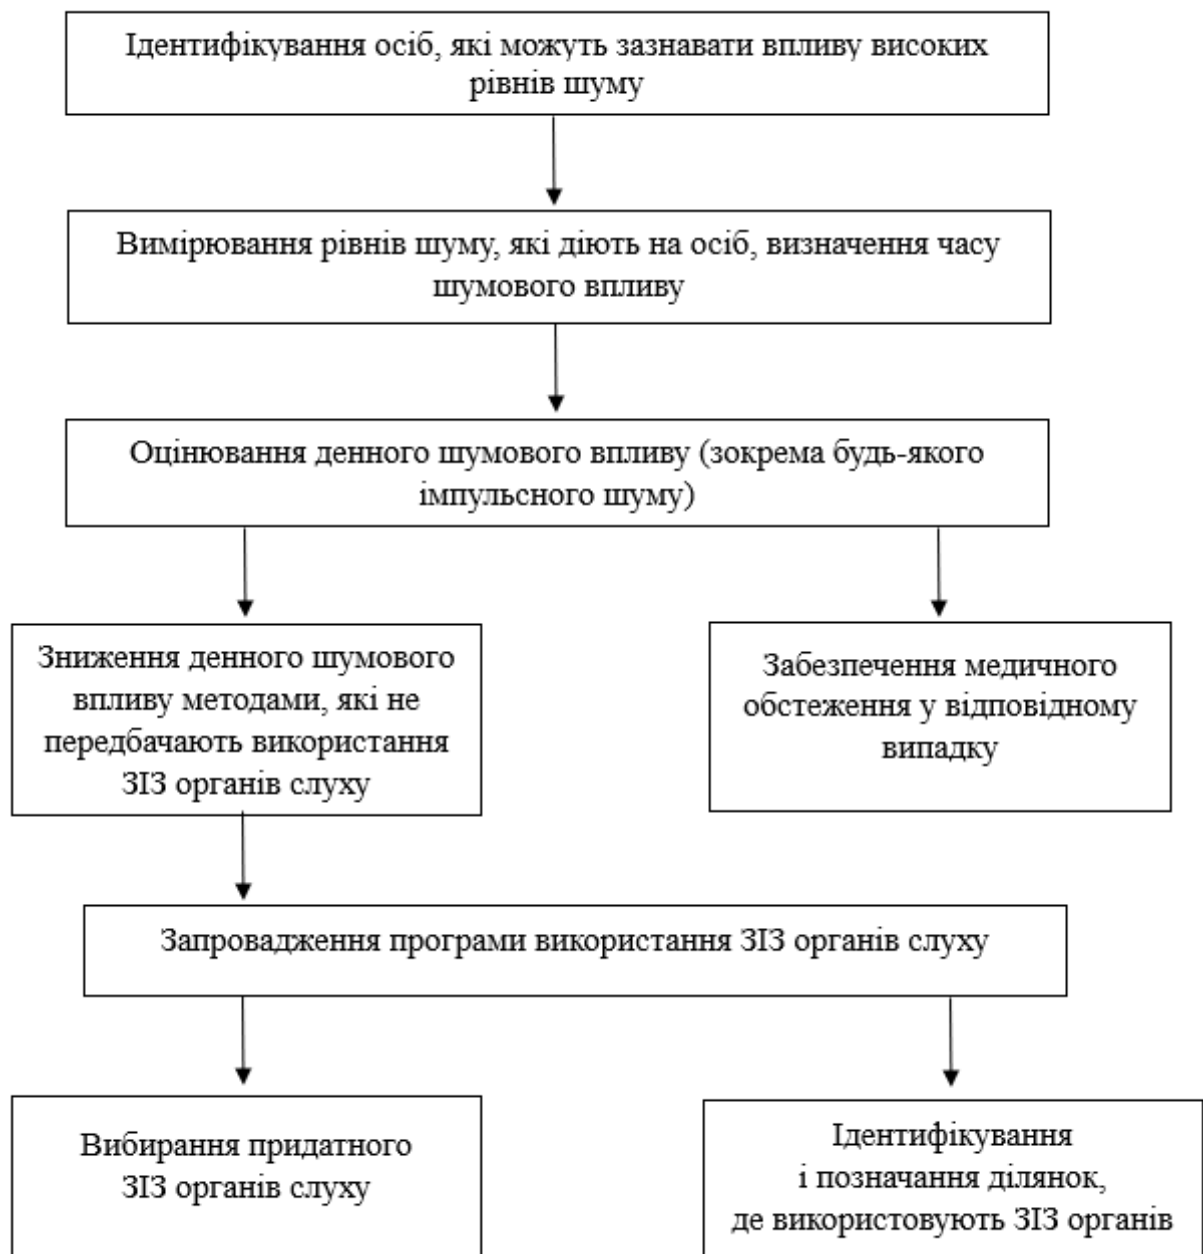 Ідентифікування осіб, які можуть зазнавати впливу високих
рівнів шуму
Вимірювання рівнів шуму, які діють на осіб, визначення часу
шумового впливу
Оцінювання денного шумового впливу (зокрема будь-якого
імпульсного шуму)
Зниження денного шумового
впливу методами, які не
передбачають використання
ЗІЗ органів слуху
Забезпечення медичного
обстеження у відповідному
випадку
Запровадження програми використання ЗІЗ органів слуху
Вибирання придатного
ЗІЗ органів слуху
Ідентифікування
і позначання ділянок,
де використовують ЗІЗ органів